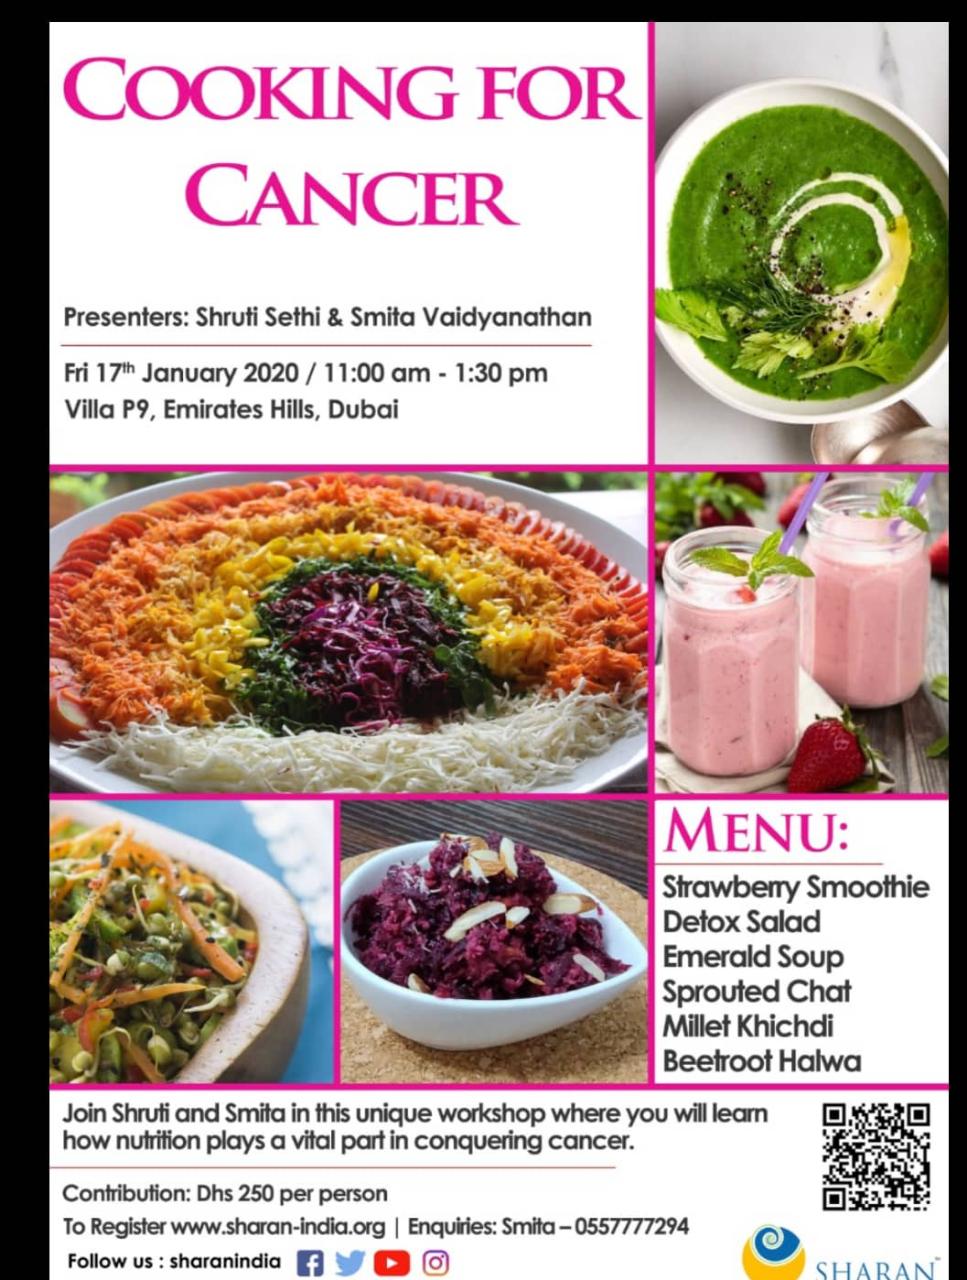 COOKING FOR
CANCER
Presenters: Shruti Sethi & Smita Vaidyanathan
Fri 17th January 2020 / 11:00 am - 1:30 pm
Villa P9, Emirates Hills, Dubai
MENU:
Strawberry Smoothie
Detox Salad
Emerald Soup
Sprouted Chat
Millet Khichdi
Beetroot Halwa
Join Shruti and Smita in this unique workshop where you will learn
how nutrition plays a vital part in conquering cancer.
Contribution: Dhs 250 per person
To Register www.sharan-india.org | Enquiries: Smita – 0557777294
Follow us : sharanindia
SHARAN™